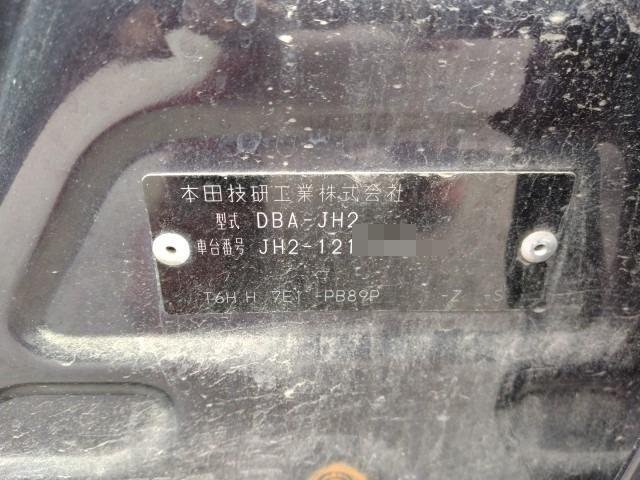 本田技研工業株式会社
型式 DBA-JH2
車台番号 JH2-121
T6H H 7E1 -PB89P -Z S